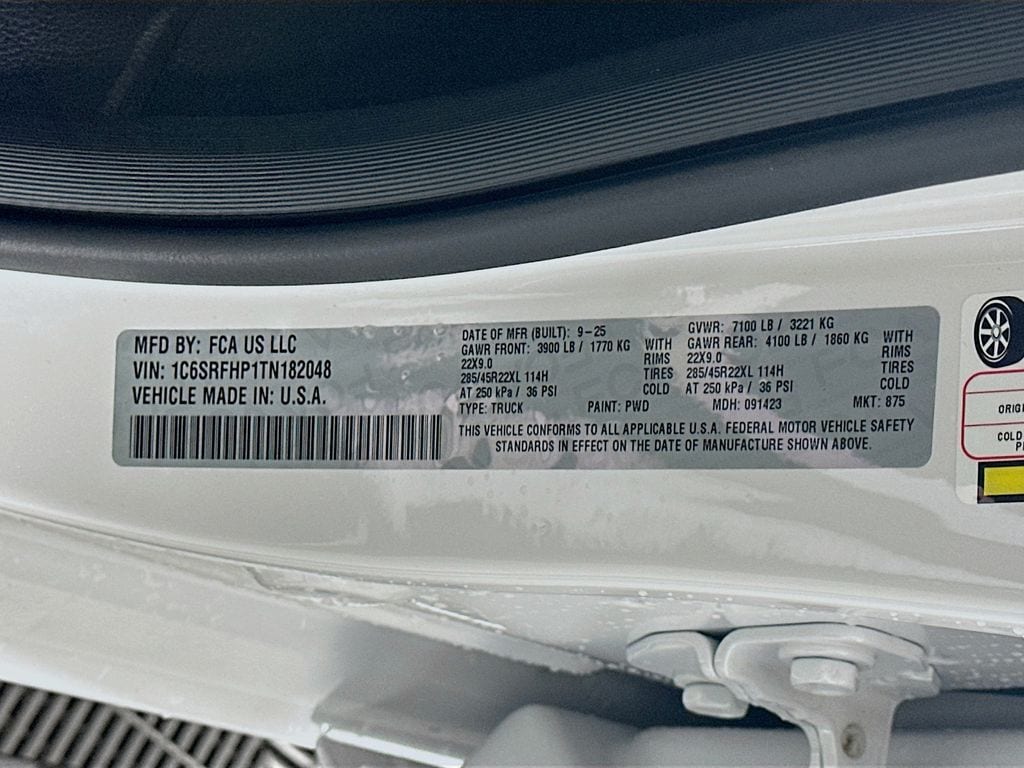 MFD BY: FCA US LLC
VIN: 1C6SRFHP1TN182048
VEHICLE MADE IN: U.S.A.
DATE OF MFR (BUILT): 9-25
GAWR FRONT: 3900 LB / 1770 KG WITH
22X9.0 RIMS
285/45R22XL 114H TIRES
AT 250 kPa / 36 PSI COLD
TYPE: TRUCK PAINT: PWD
GVWR: 7100 LB / 3221 KG
GAWR REAR: 4100 LB / 1860 KG WITH
22X9.0 RIMS
285/45R22XL 114H TIRES
AT 250 kPa / 36 PSI COLD
MDH: 091423 MKT: 875
THIS VEHICLE CONFORMS TO ALL APPLICABLE U.S.A. FEDERAL MOTOR VEHICLE SAFETY
STANDARDS IN EFFECT ON THE DATE OF MANUFACTURE SHOWN ABOVE.
ORIGI
COLD
P